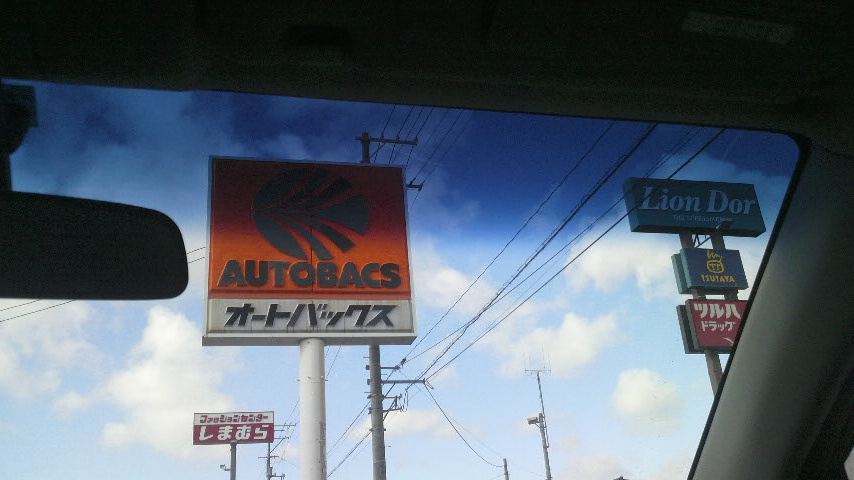 AUTOBACS
オートバックス
ファッションセンター
しまむら
Lion Dor
TSUTAYA
ツルハ
ドラッグ